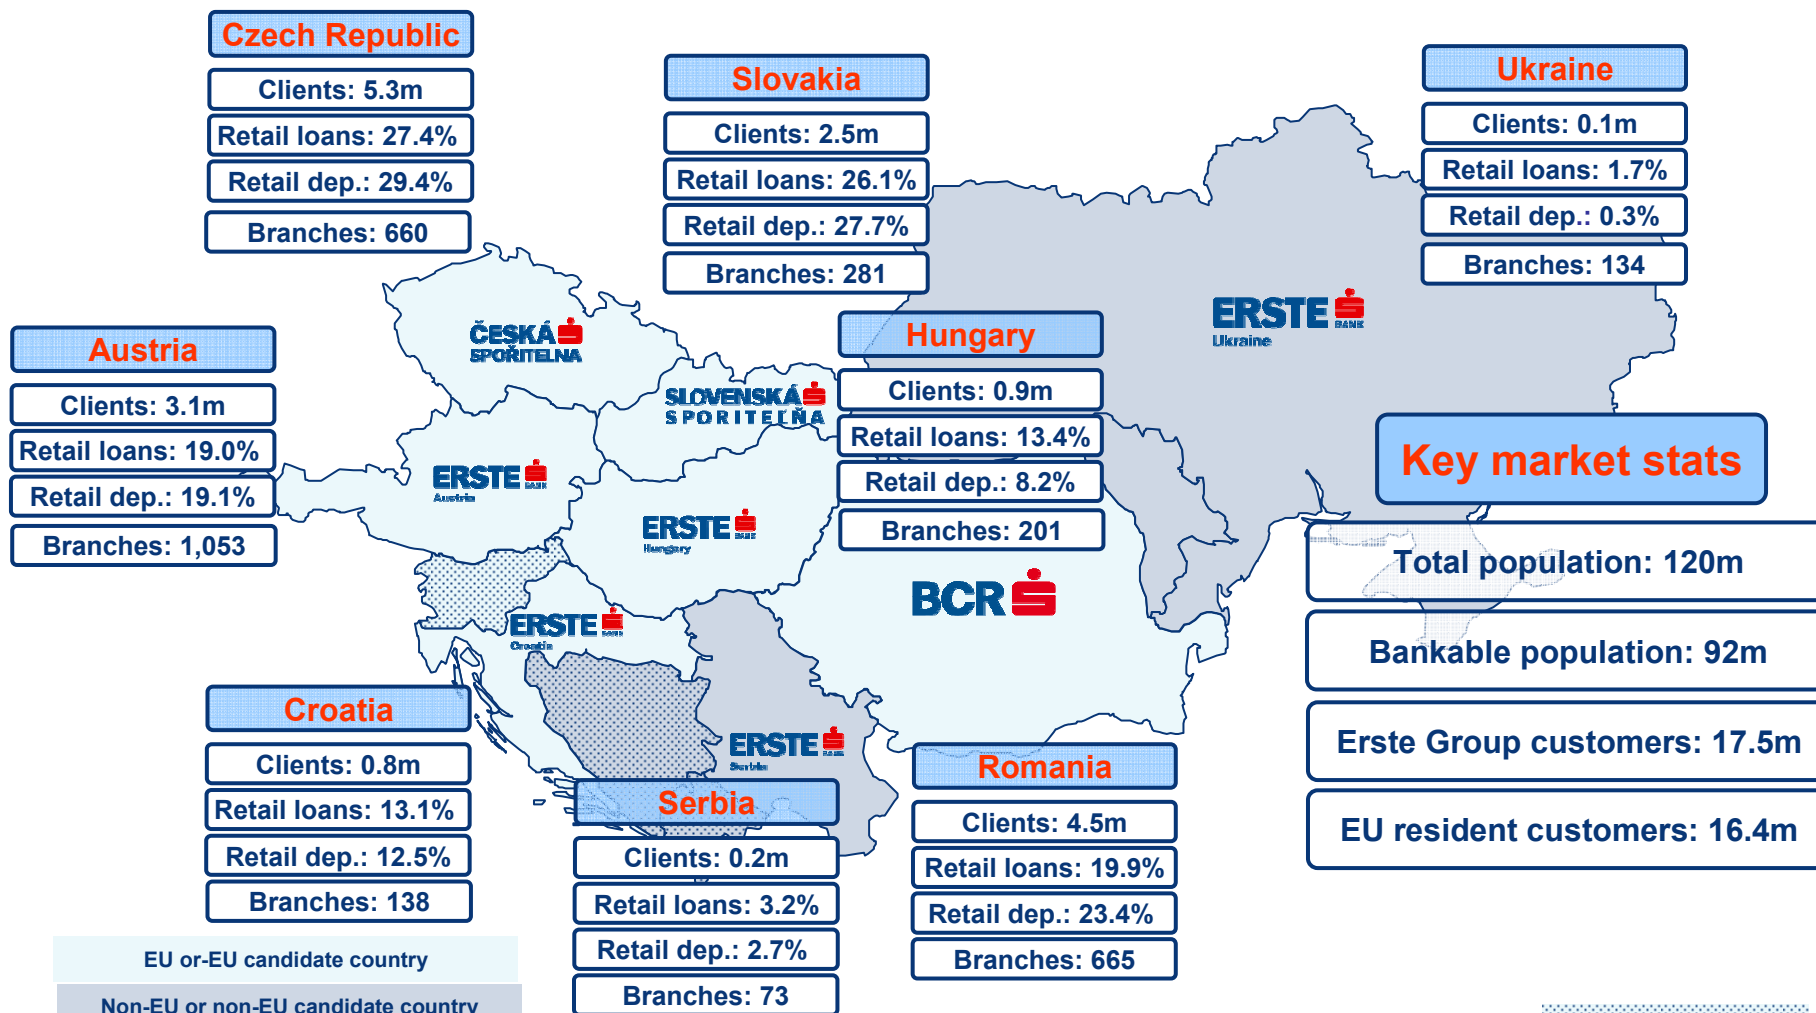 Czech Republic
Clients: 5.3m
Retail loans: 27.4%
Retail dep.: 29.4%
Branches: 660
Slovakia
Clients: 2.5m
Retail loans: 26.1%
Retail dep.: 27.7%
Branches: 281
Ukraine
Clients: 0.1m
Retail loans: 1.7%
Retail dep.: 0.3%
Branches: 134
ČESKÁ
SPOŘITELNA
ERSTE BANK
Ukraine
Austria
Clients: 3.1m
Retail loans: 19.0%
Retail dep.: 19.1%
Branches: 1,053
SLOVENSKÁ
SPORITEĽŇA
Hungary
Clients: 0.9m
Retail loans: 13.4%
Retail dep.: 8.2%
Branches: 201
ERSTE BANK
Austria
ERSTE BANK
Hungary
BCR
ERSTE BANK
Croatia
Key market stats
Total population: 120m
Bankable population: 92m
Erste Group customers: 17.5m
EU resident customers: 16.4m
Croatia
Clients: 0.8m
Retail loans: 13.1%
Retail dep.: 12.5%
Branches: 138
ERSTE BANK
Serbia
Serbia
Clients: 0.2m
Retail loans: 3.2%
Retail dep.: 2.7%
Branches: 73
Romania
Clients: 4.5m
Retail loans: 19.9%
Retail dep.: 23.4%
Branches: 665
EU or-EU candidate country
Non-EU or non-EU candidate country